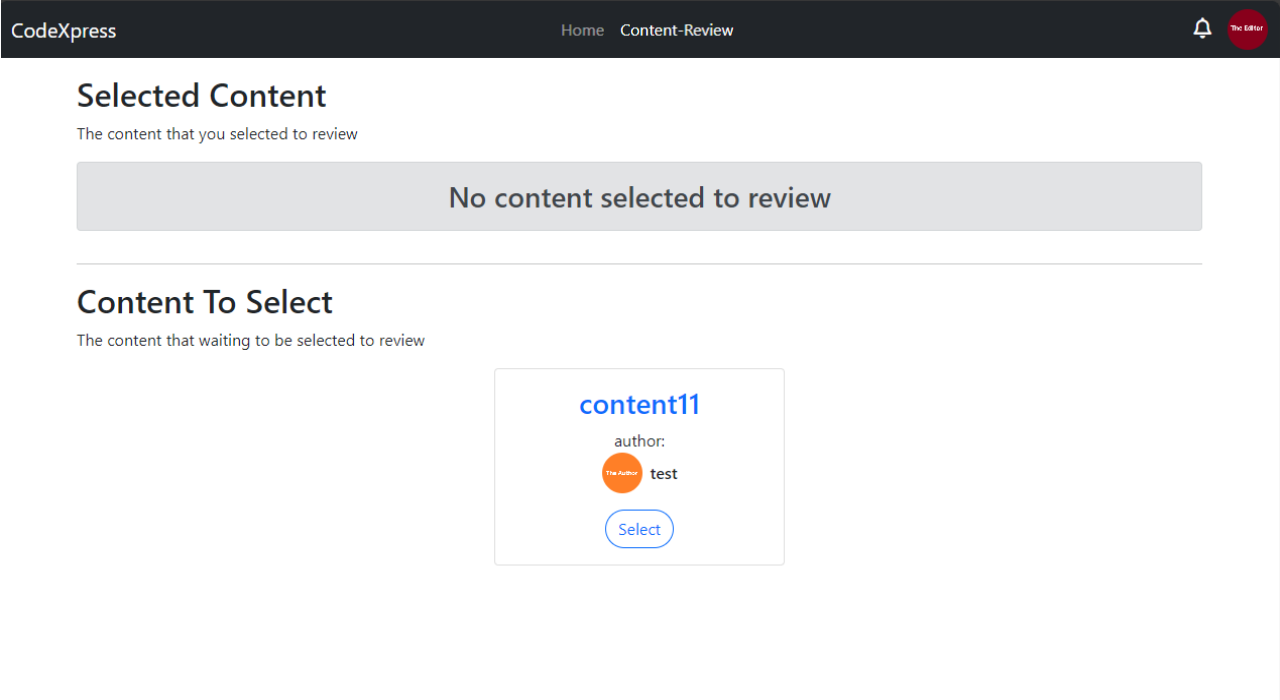 CodeXpress
Home Content-Review
The Editor
Selected Content
The content that you selected to review
No content selected to review
Content To Select
The content that waiting to be selected to review
content11
author:
The Author test
Select